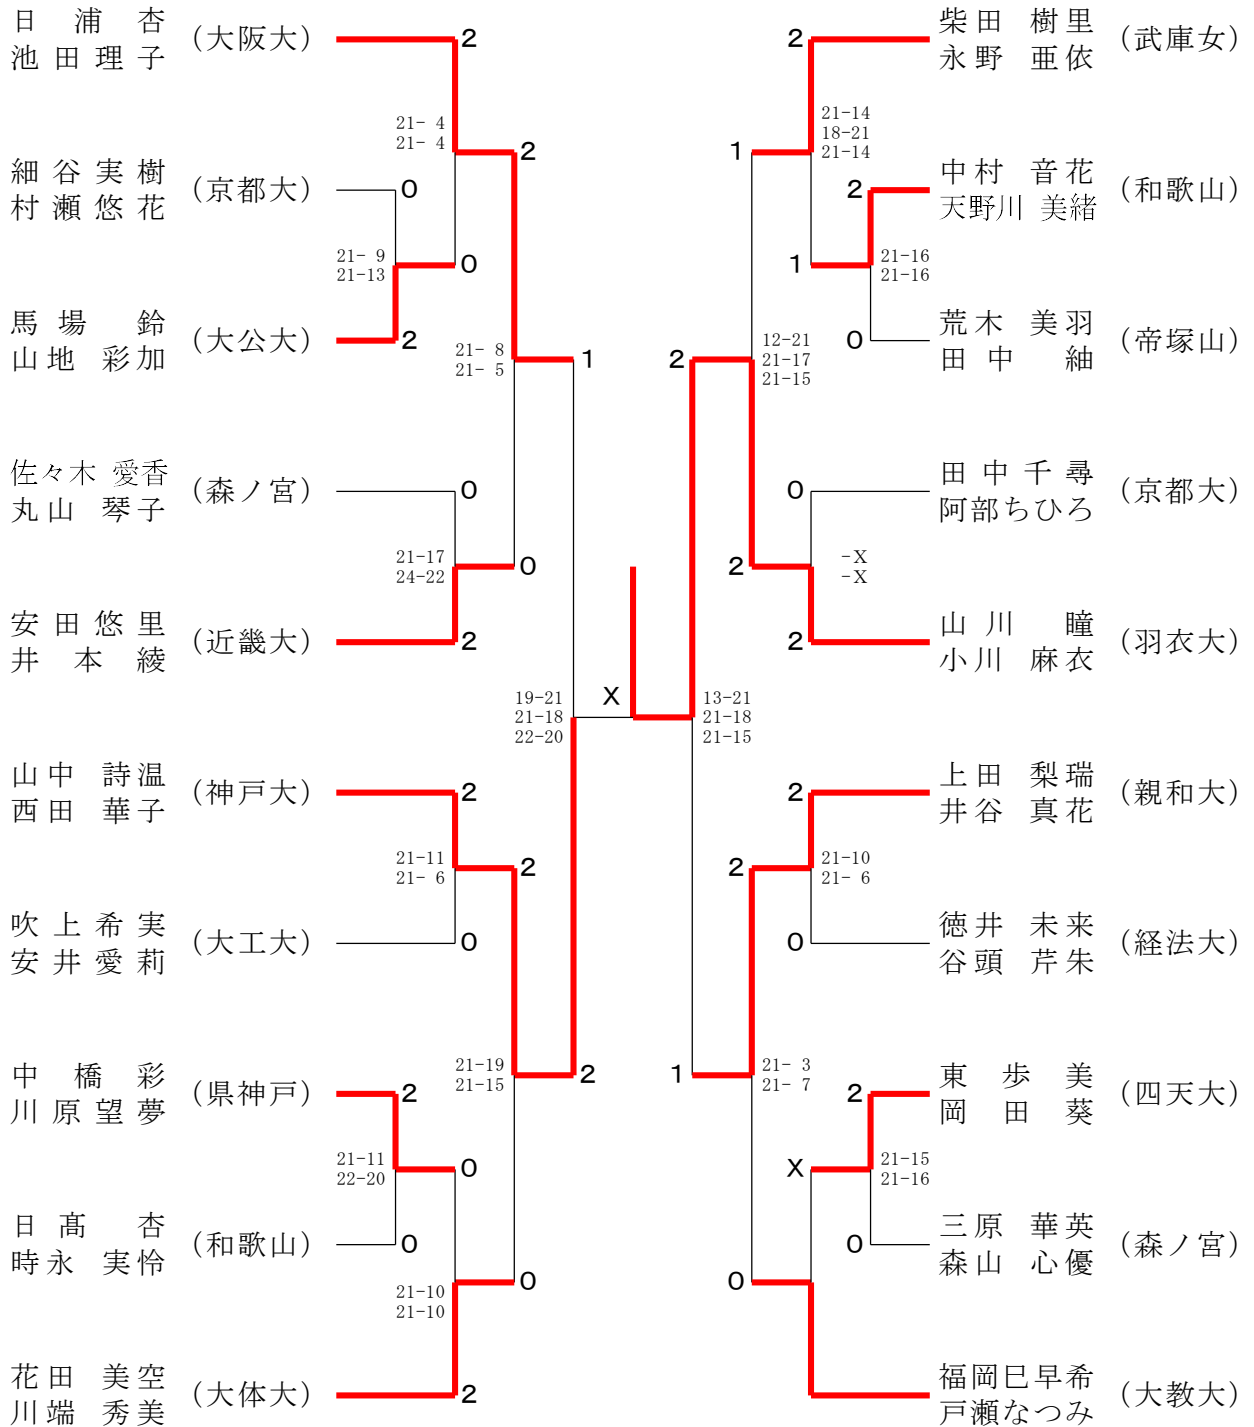 日浦杏
池田理子
(大阪大)
2
21- 4
21- 4
2
細谷実樹
村瀬悠花
(京都大)
0
21- 9
21-13
0
馬場 鈴
山地 彩加
(大公大)
2
21- 8
21- 5
1
佐々木 愛香
丸山 琴子
(森ノ宮)
0
21-17
24-22
0
安田悠里
井本綾
(近畿大)
2
19-21
21-18
22-20
X
山中 詩温
西田 華子
(神戸大)
2
21-11
21- 6
2
吹上希実
安井愛莉
(大工大)
0
21-19
21-15
2
中橋彩
川原望夢
(県神戸)
2
21-11
22-20
0
日髙 杏
時永 実怜
(和歌山)
0
21-10
21-10
0
花田 美空
川端 秀美
(大体大)
2
2
柴田 樹里
永野 亜依
(武庫女)
1
21-14
18-21
21-14
2
中村 音花
天野川 美緒
(和歌山)
1
21-16
21-16
0
荒木 美羽
田中 紬
(帝塚山)
2
12-21
21-17
21-15
0
田中千尋
阿部ちひろ
(京都大)
2
-X
-X
2
山川 瞳
小川 麻衣
(羽衣大)
13-21
21-18
21-15
2
上田 梨瑞
井谷 真花
(親和大)
2
21-10
21- 6
0
徳井 未来
谷頭 芹朱
(経法大)
1
21- 3
21- 7
2
東歩美
岡田葵
(四天大)
X
21-15
21-16
0
三原 華英
森山 心優
(森ノ宮)
0
福岡巳早希
戸瀬なつみ
(大教大)